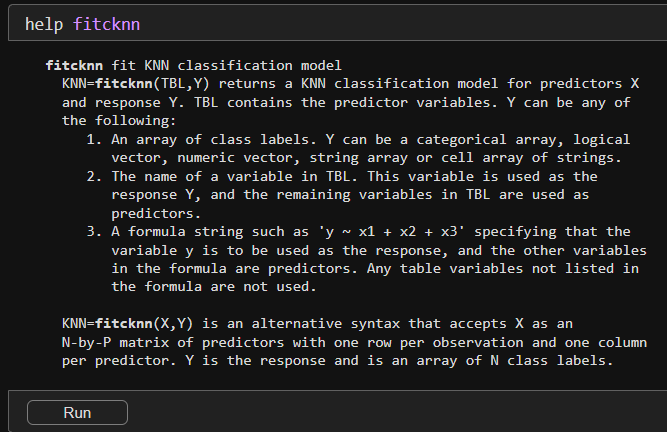 help fitcknn
fitcknn fit KNN classification model
KNN=fitcknn(TBL,Y) returns a KNN classification model for predictors X
and response Y. TBL contains the predictor variables. Y can be any of
the following:
1. An array of class labels. Y can be a categorical array, logical
vector, numeric vector, string array or cell array of strings.
2. The name of a variable in TBL. This variable is used as the
response Y, and the remaining variables in TBL are used as
predictors.
3. A formula string such as 'y ~ x1 + x2 + x3' specifying that the
variable y is to be used as the response, and the other variables
in the formula are predictors. Any table variables not listed in
the formula are not used.
KNN=fitcknn(X,Y) is an alternative syntax that accepts X as an
N-by-P matrix of predictors with one row per observation and one column
per predictor. Y is the response and is an array of N class labels.
Run